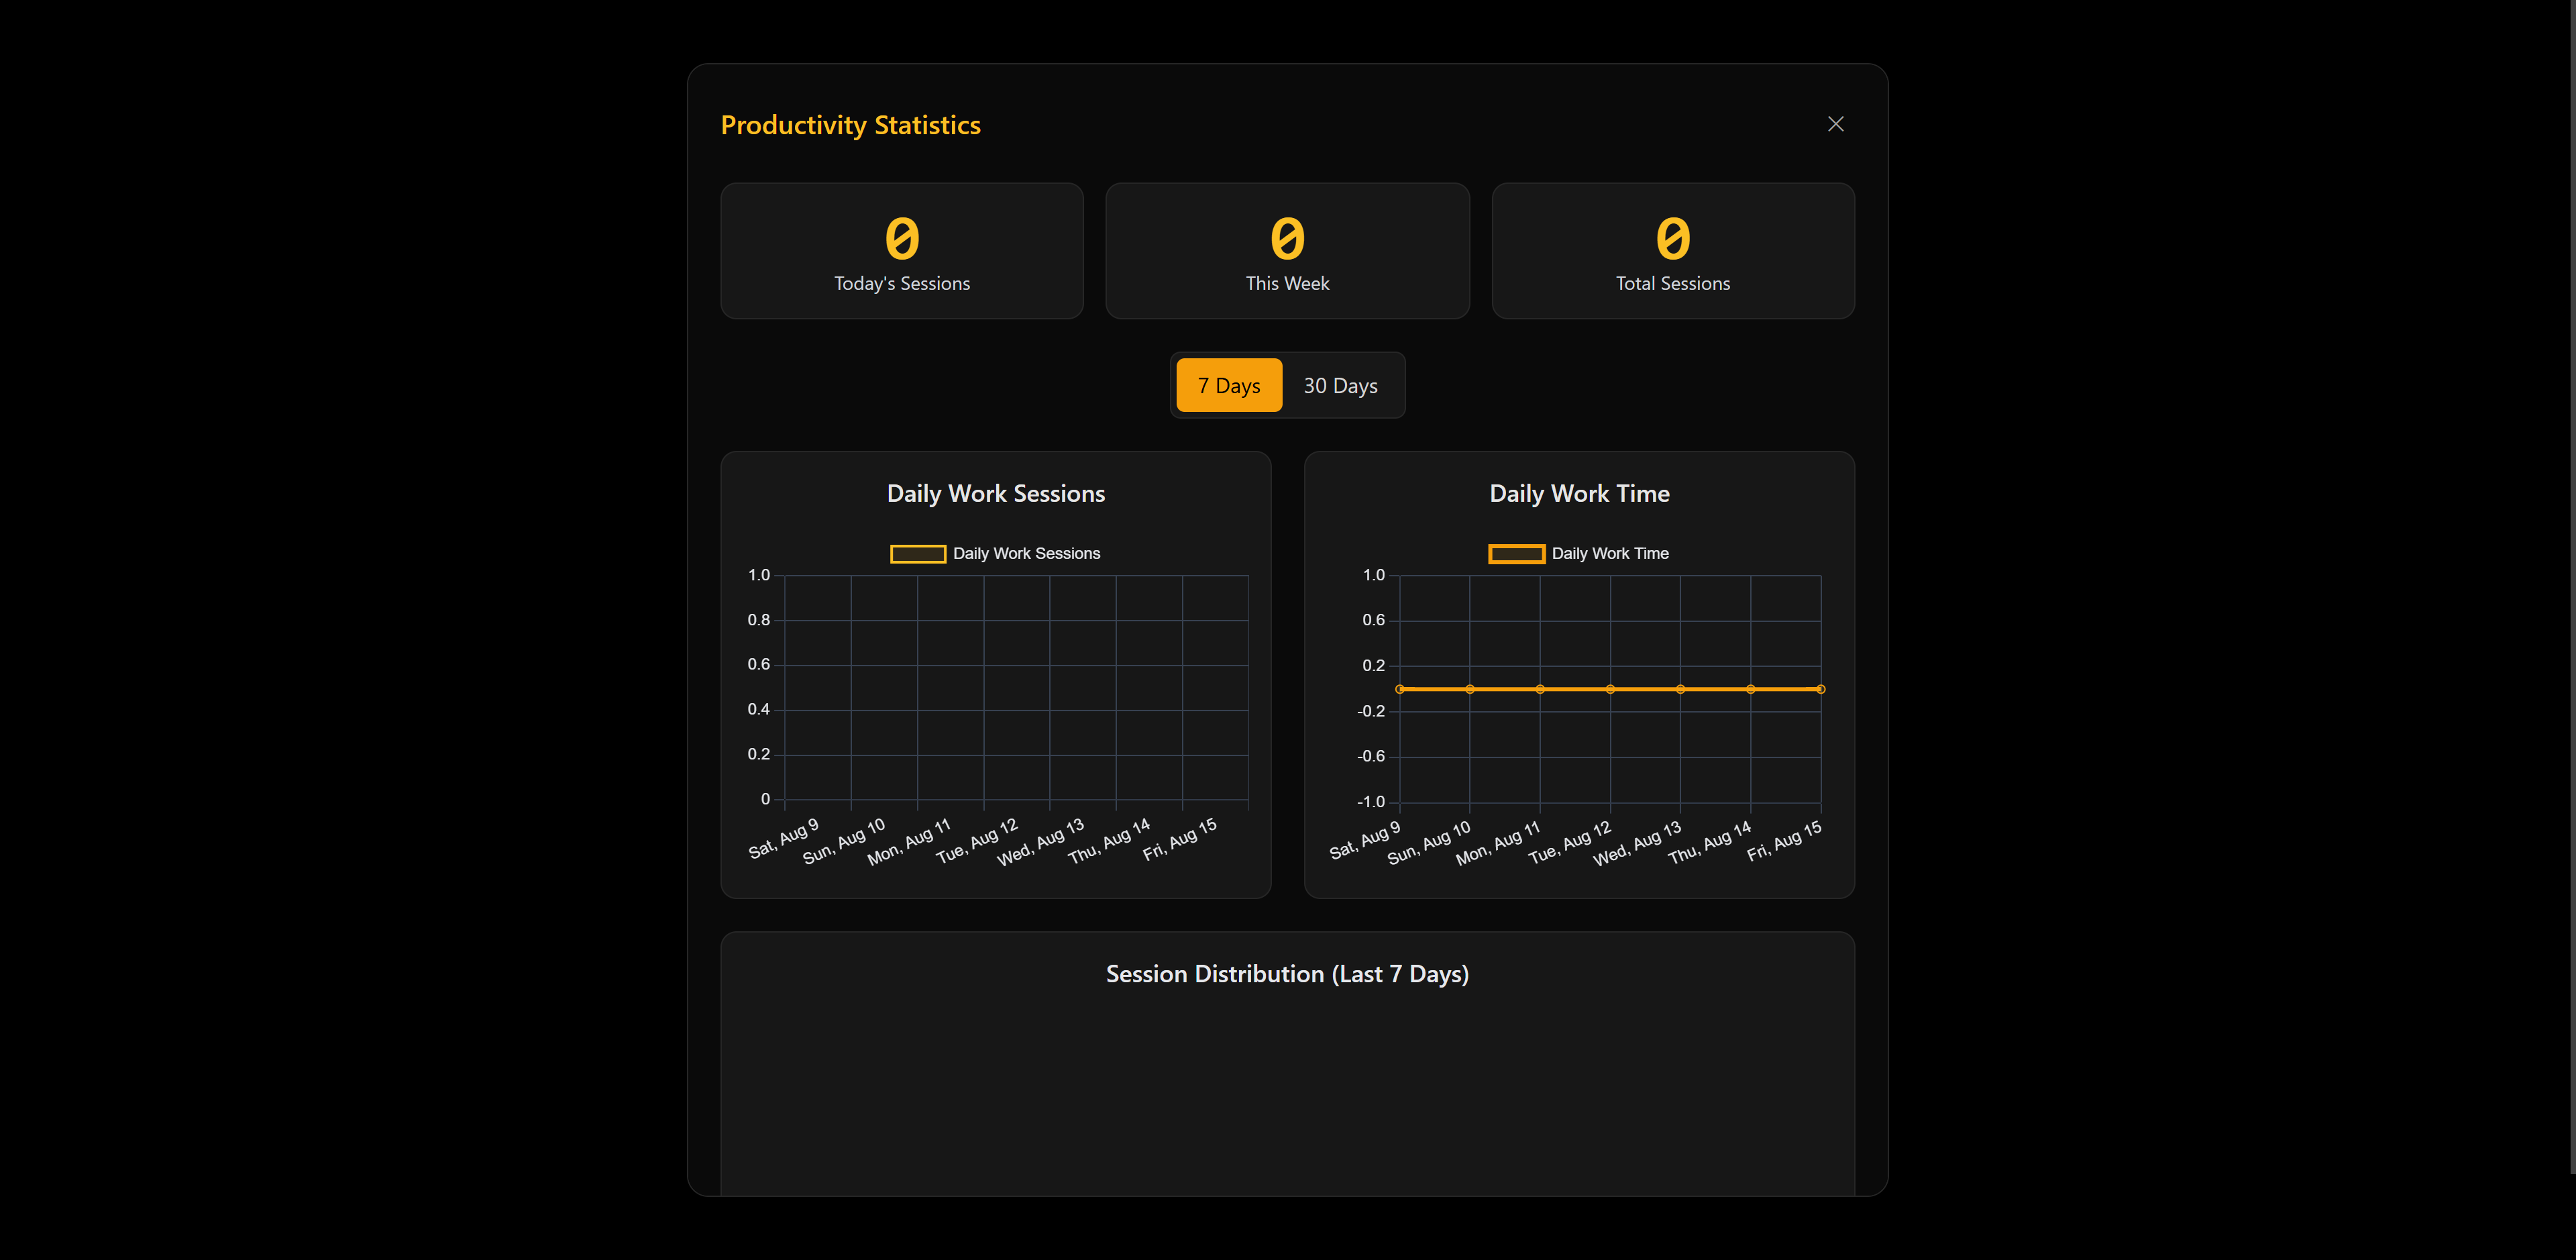 Productivity Statistics
0
Today's Sessions
0
This Week
0
Total Sessions
7 Days
30 Days
Daily Work Sessions
Daily Work Sessions
1.0
0.8
0.6
0.4
0.2
0
Sat, Aug 9
Sun, Aug 10
Mon, Aug 11
Tue, Aug 12
Wed, Aug 13
Thu, Aug 14
Fri, Aug 15
Daily Work Time
Daily Work Time
1.0
0.6
0.2
-0.2
-0.6
-1.0
Sat, Aug 9
Sun, Aug 10
Mon, Aug 11
Tue, Aug 12
Wed, Aug 13
Thu, Aug 14
Fri, Aug 15
Session Distribution (Last 7 Days)